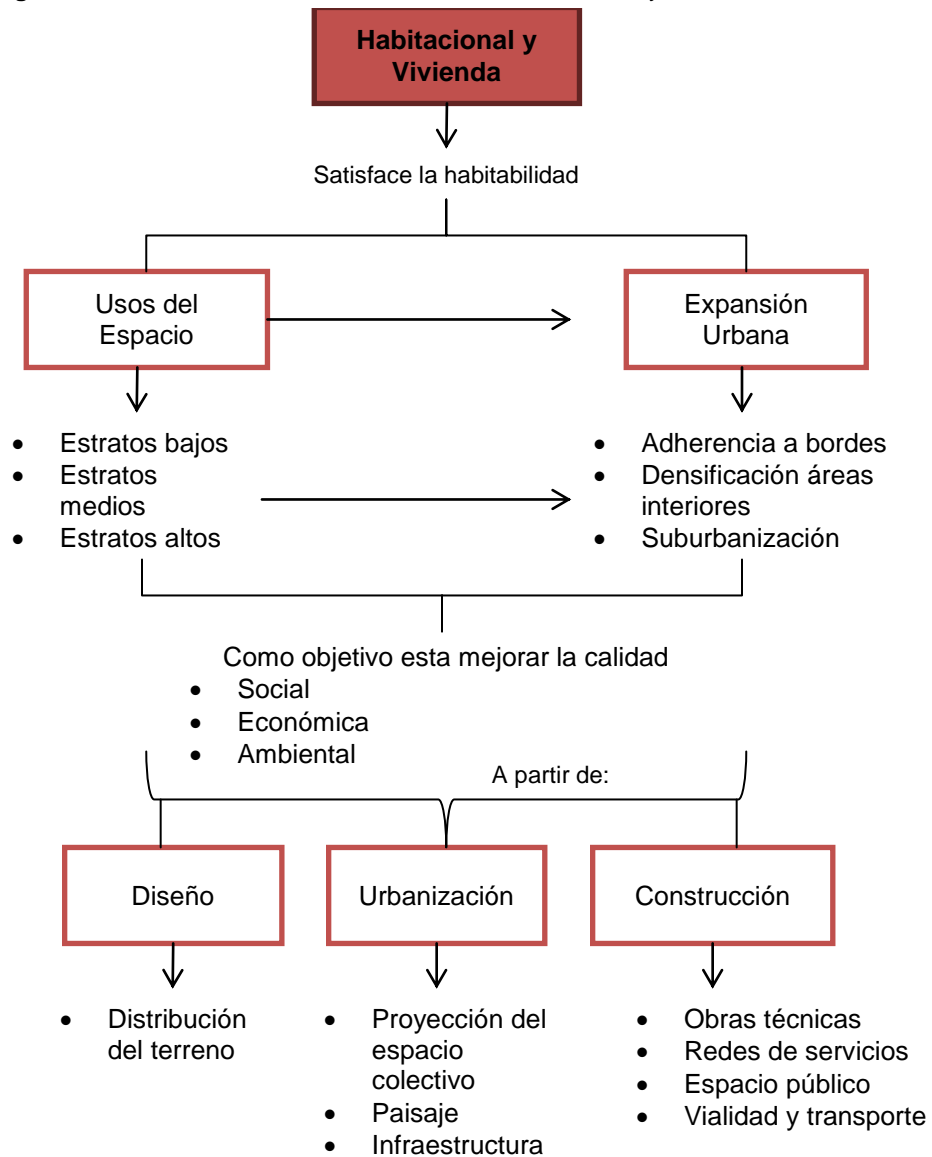 Habitacional y
Vivienda
Satisface la habitabilidad
Usos del
Espacio
Expansión
Urbana
• Estratos bajos
• Estratos
medios
• Estratos altos
• Adherencia a bordes
• Densificación áreas
interiores
• Suburbanización
Como objetivo esta mejorar la calidad
• Social
• Económica
• Ambiental
A partir de:
Diseño
Urbanización
Construcción
• Distribución
del terreno
• Proyección del
espacio
colectivo
• Paisaje
• Infraestructura
• Obras técnicas
• Redes de servicios
• Espacio público
• Vialidad y transporte